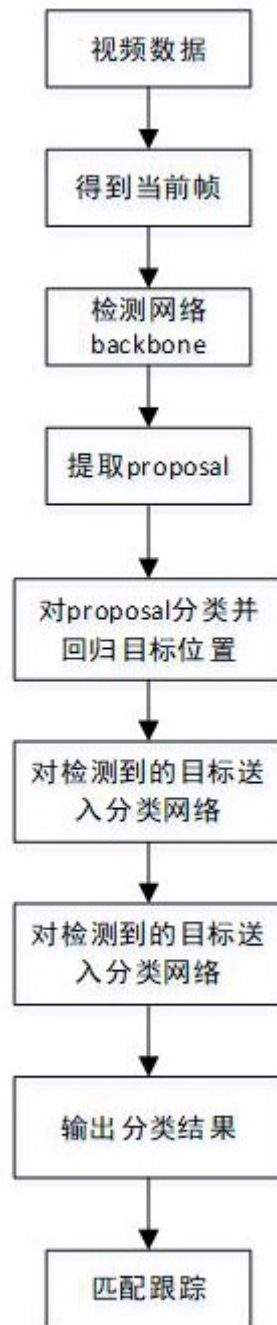 视频数据
得到当前帧
检测网络
backbone
提取proposal
对proposal分类并
回归目标位置
对检测到的目标送
入分类网络
对检测到的目标送
入分类网络
输出分类结果
匹配跟踪